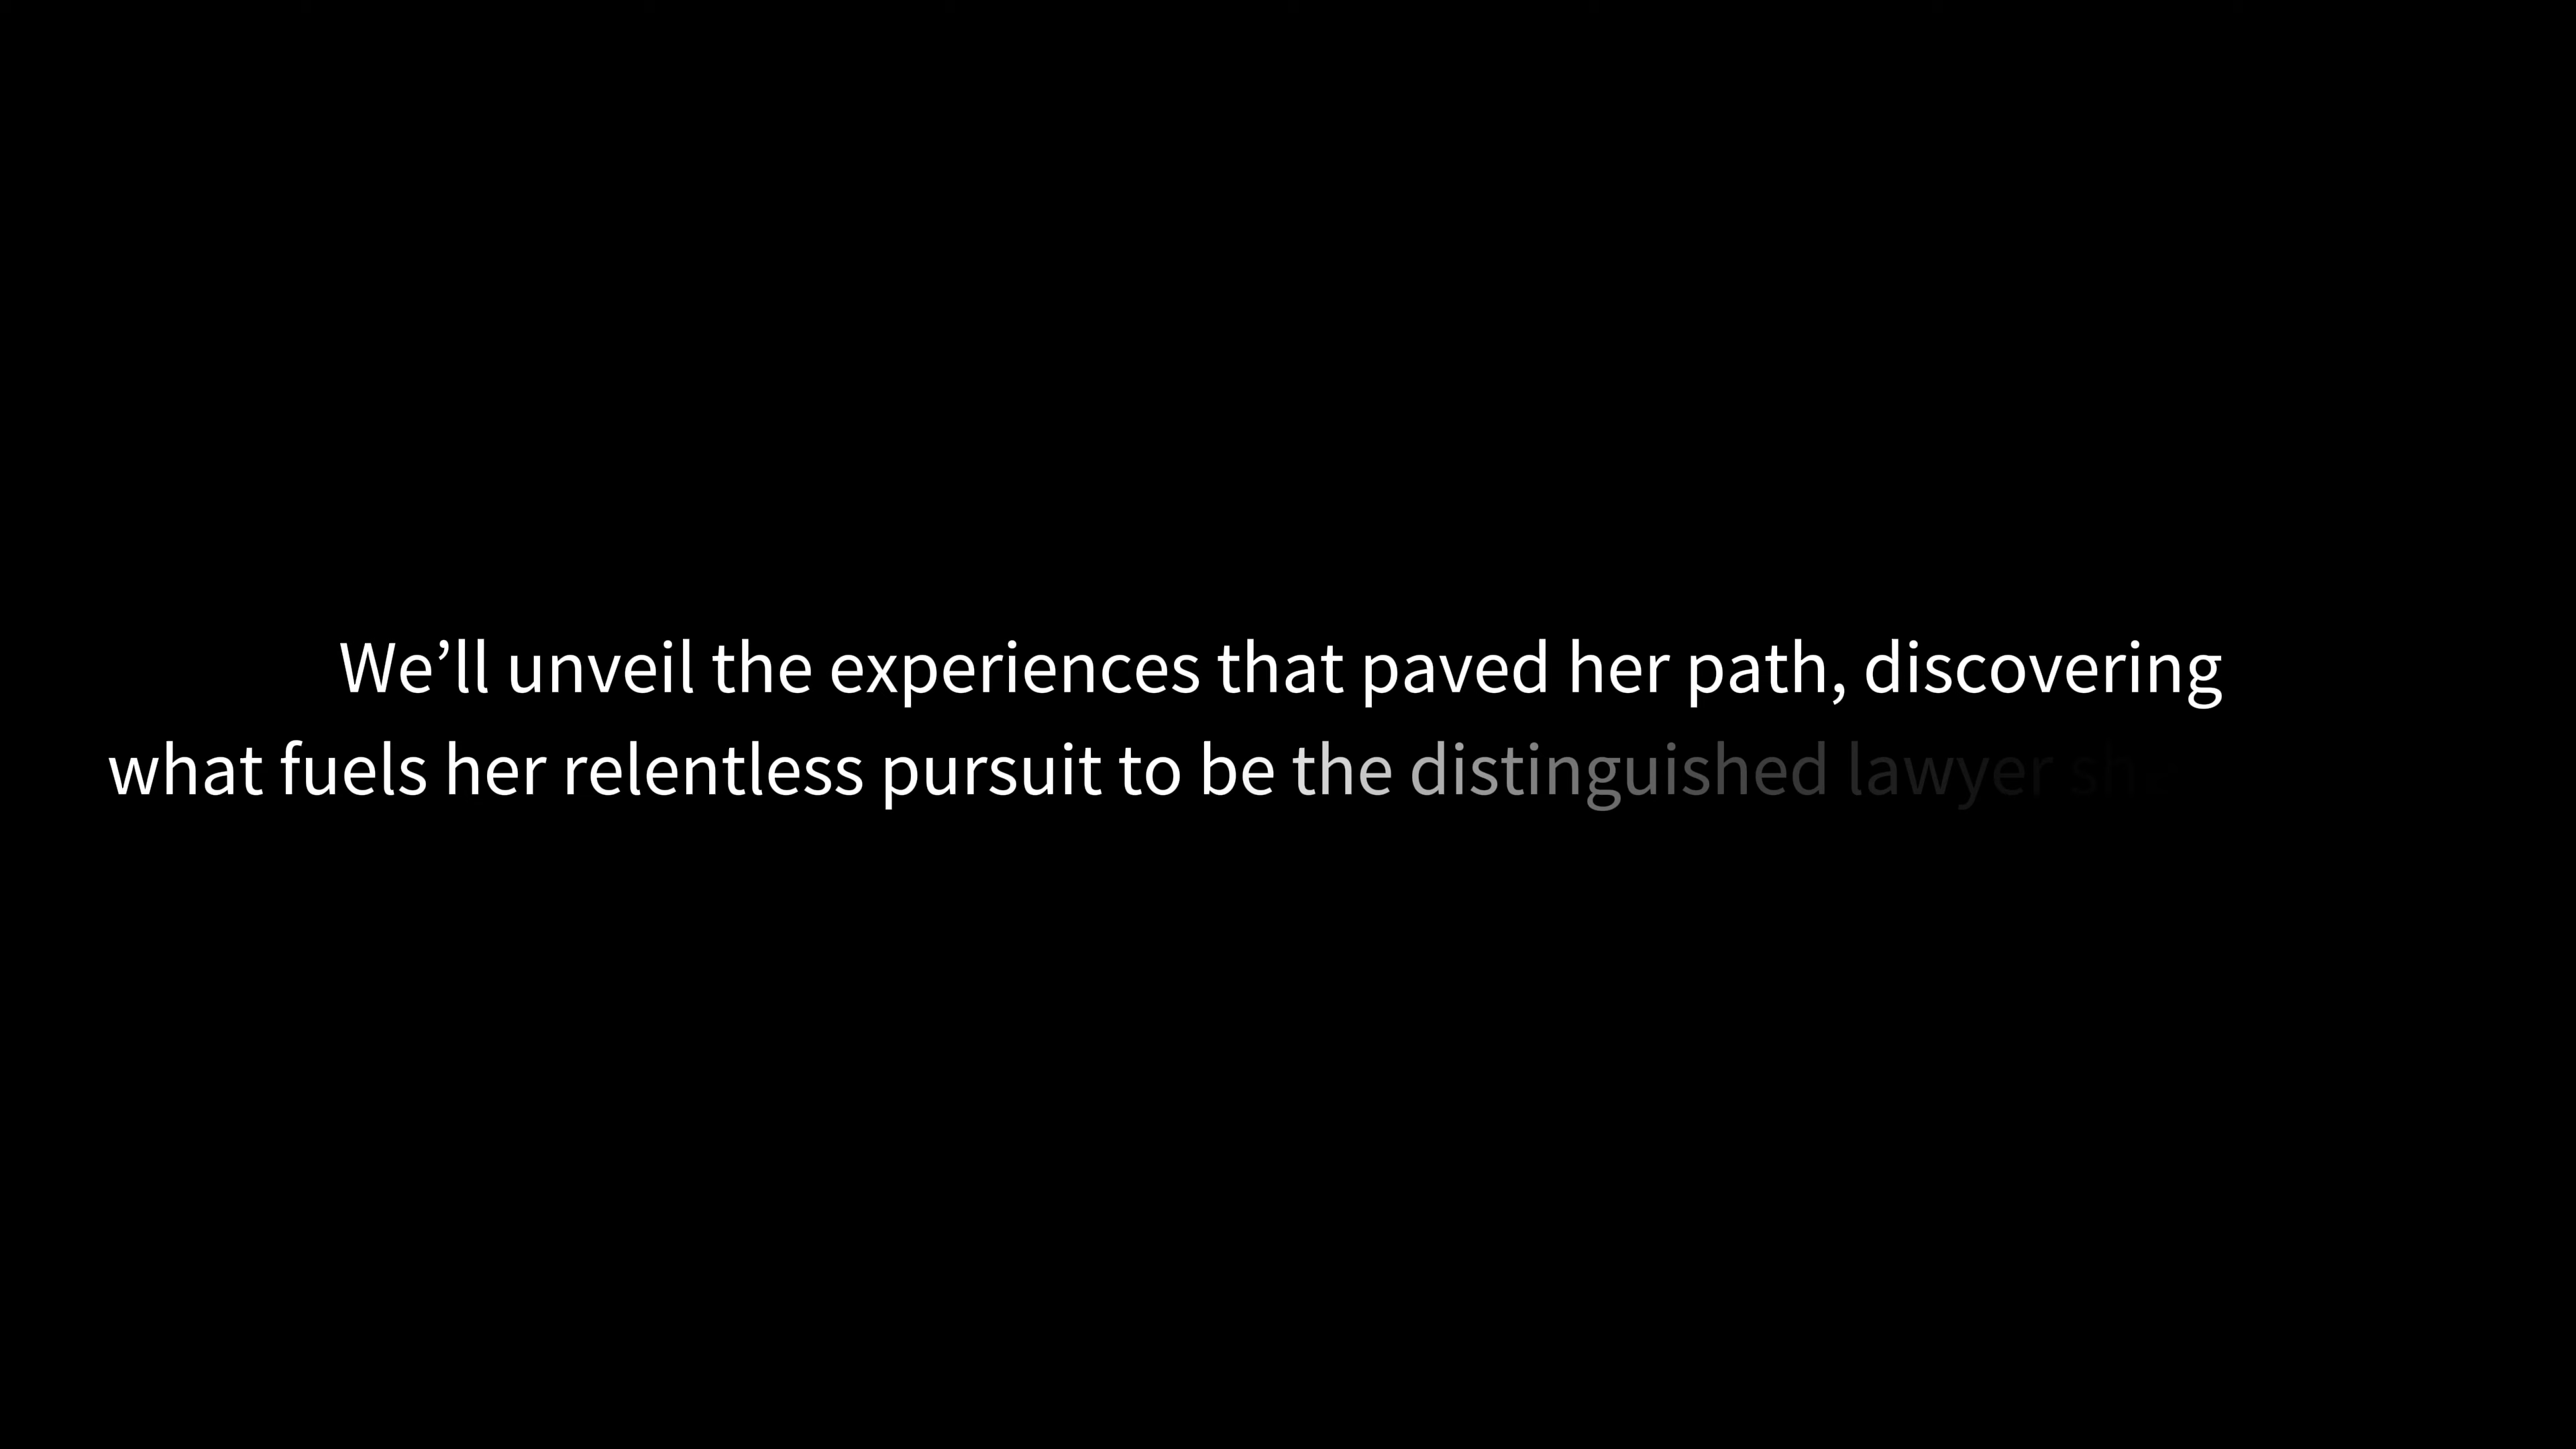 We’ll unveil the experiences that paved her path, discovering
what fuels her relentless pursuit to be the distinguished lawyer